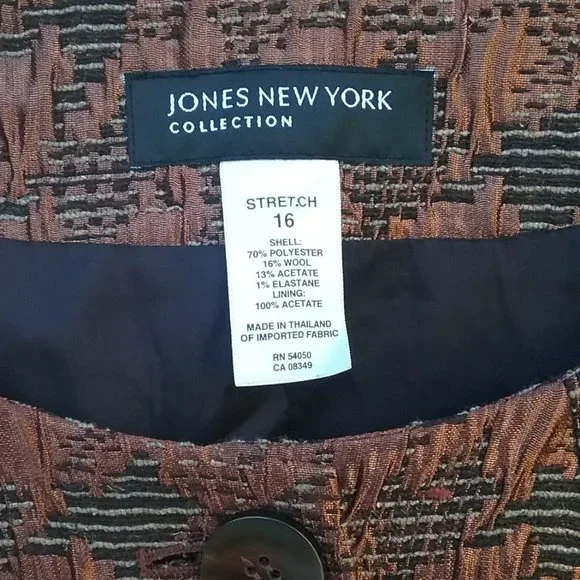 JONES NEW YORK
COLLECTION
STRETCH
16
SHELL:
70% POLYESTER
16% WOOL
13% ACETATE
1% ELASTANE
LINING:
100% ACETATE
MADE IN THAILAND
OF IMPORTED FABRIC
RN 54050
CA 08349